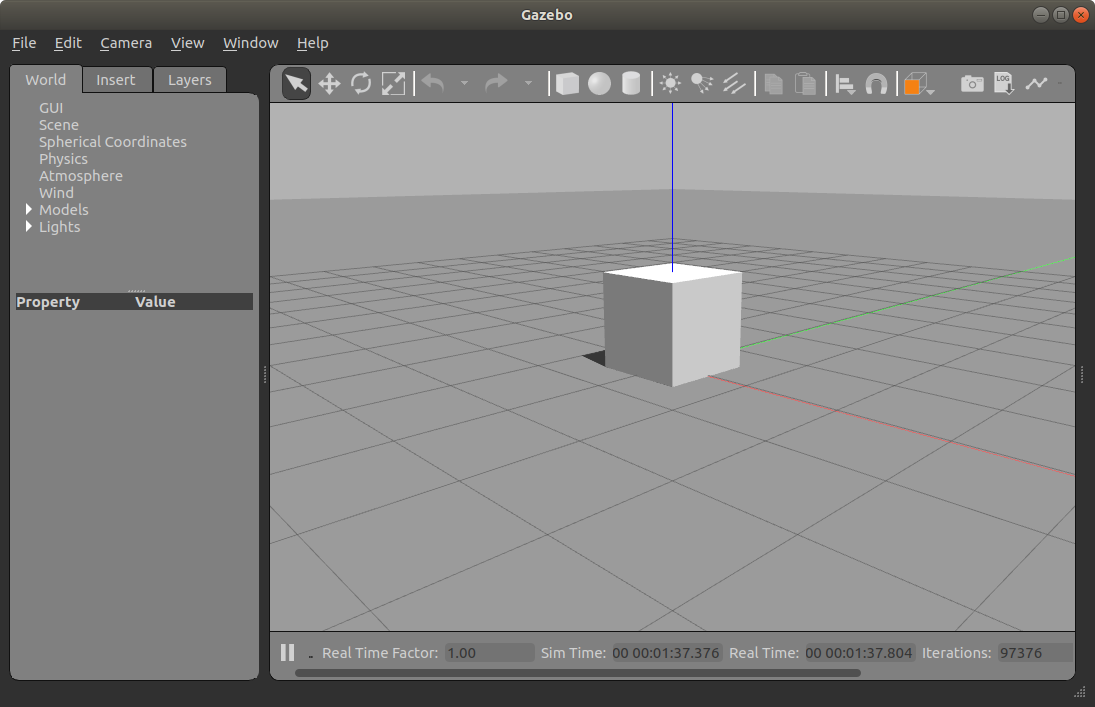 Gazebo
File Edit Camera View Window Help
World Insert Layers
LOG
GUI
Scene
Spherical Coordinates
Physics
Atmosphere
Wind
Models
Lights
Property Value
Real Time Factor: 1.00 Sim Time: 00 00:01:37.376 Real Time: 00 00:01:37.804 Iterations: 97376